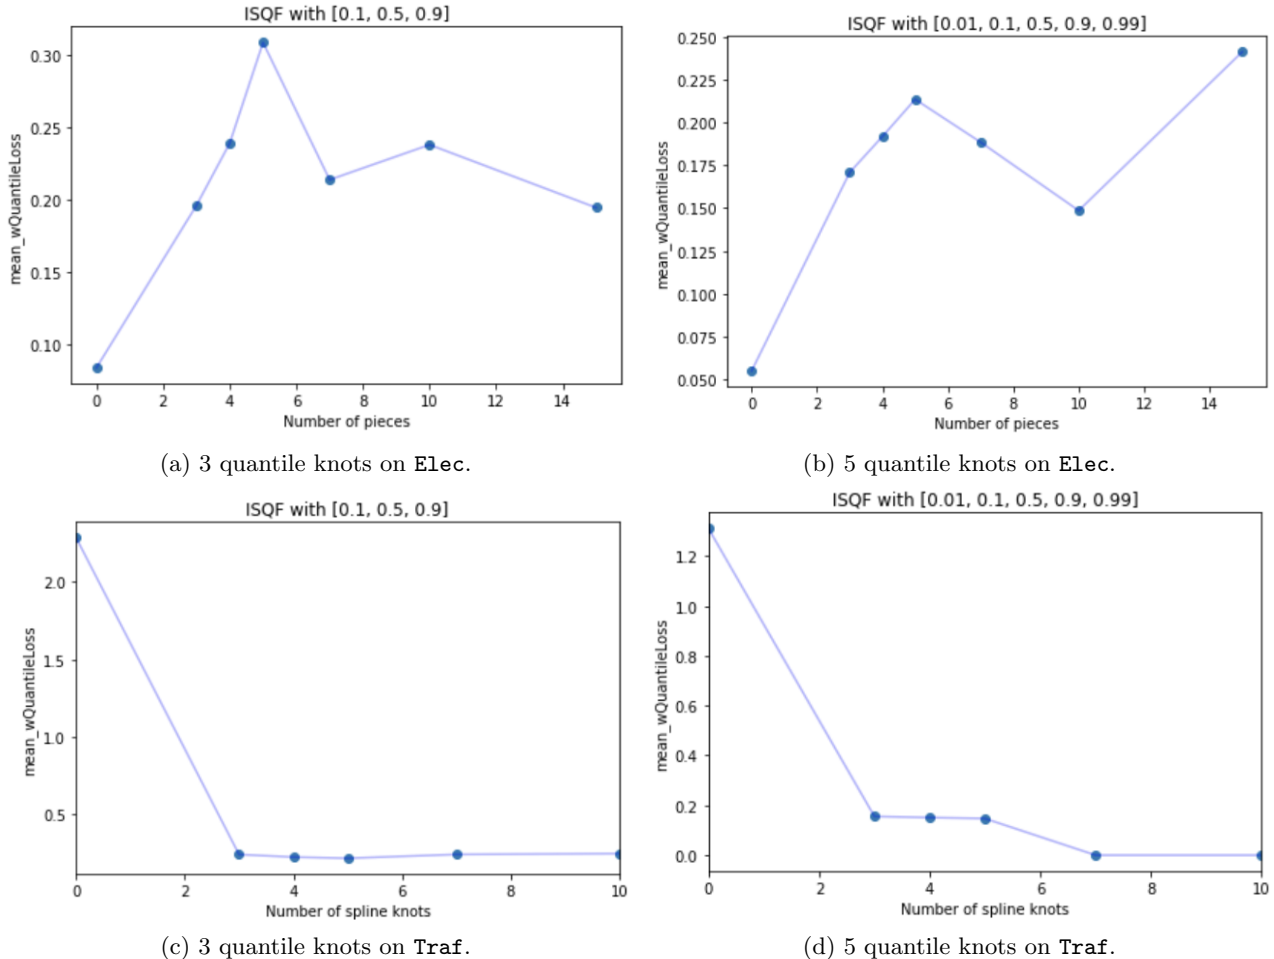 ISQF with [0.1, 0.5, 0.9]
mean_wQuantileLoss
0.30
0.25
0.20
0.15
0.10
0 2 4 6 8 10 12 14
Number of pieces
(a) 3 quantile knots on Elec.
ISQF with [0.01, 0.1, 0.5, 0.9, 0.99]
mean_wQuantileLoss
0.250
0.225
0.200
0.175
0.150
0.125
0.100
0.075
0.050
0 2 4 6 8 10 12 14
Number of pieces
(b) 5 quantile knots on Elec.
ISQF with [0.1, 0.5, 0.9]
mean_wQuantileLoss
2.0
1.5
1.0
0.5
0 2 4 6 8 10
Number of spline knots
(c) 3 quantile knots on Traf.
ISQF with [0.01, 0.1, 0.5, 0.9, 0.99]
mean_wQuantileLoss
1.2
1.0
0.8
0.6
0.4
0.2
0.0
0 2 4 6 8 10
Number of spline knots
(d) 5 quantile knots on Traf.